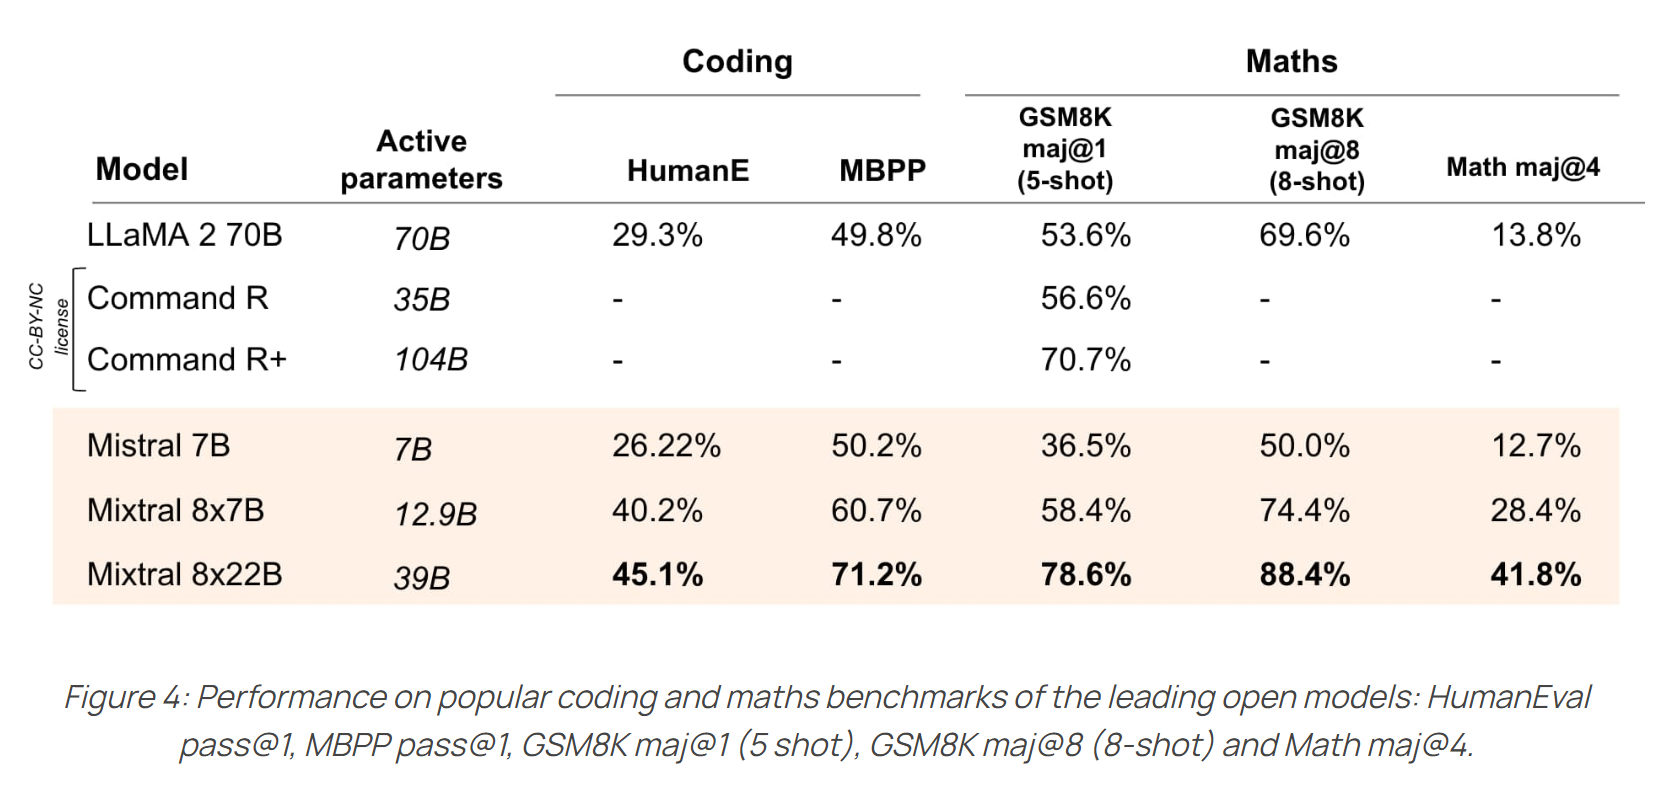 Coding Maths
Model Active parameters HumanE MBPP GSM8K maj@1 (5-shot) GSM8K maj@8 (8-shot) Math maj@4
LLaMA 2 70B 70B 29.3% 49.8% 53.6% 69.6% 13.8%
CC-BY-NC license
Command R 35B - - 56.6% - -
Command R+ 104B - - 70.7% - -
Mistral 7B 7B 26.22% 50.2% 36.5% 50.0% 12.7%
Mixtral 8x7B 12.9B 40.2% 60.7% 58.4% 74.4% 28.4%
Mixtral 8x22B 39B 45.1% 71.2% 78.6% 88.4% 41.8%
Figure 4: Performance on popular coding and maths benchmarks of the leading open models: HumanEval
pass@1, MBPP pass@1, GSM8K maj@1 (5 shot), GSM8K maj@8 (8-shot) and Math maj@4.